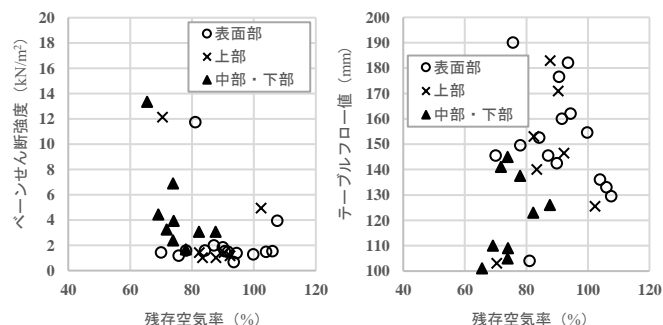 ベーンせん断強度（kN/m²）
20
18
16
14
12
10
8
6
4
2
0
表面部
上部
中部・下部
40 60 80 100 120
残存空気率（%）
テーブルフロー値（mm）
200
190
180
170
160
150
140
130
120
110
100
表面部
上部
中部・下部
40 60 80 100 120
残存空気率（%）